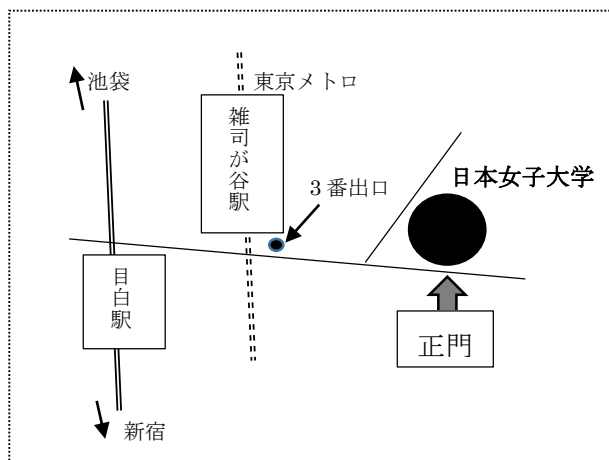 池袋
東京メトロ
雑司が谷駅
3番出口
日本女子大学
目白駅
正門
新宿